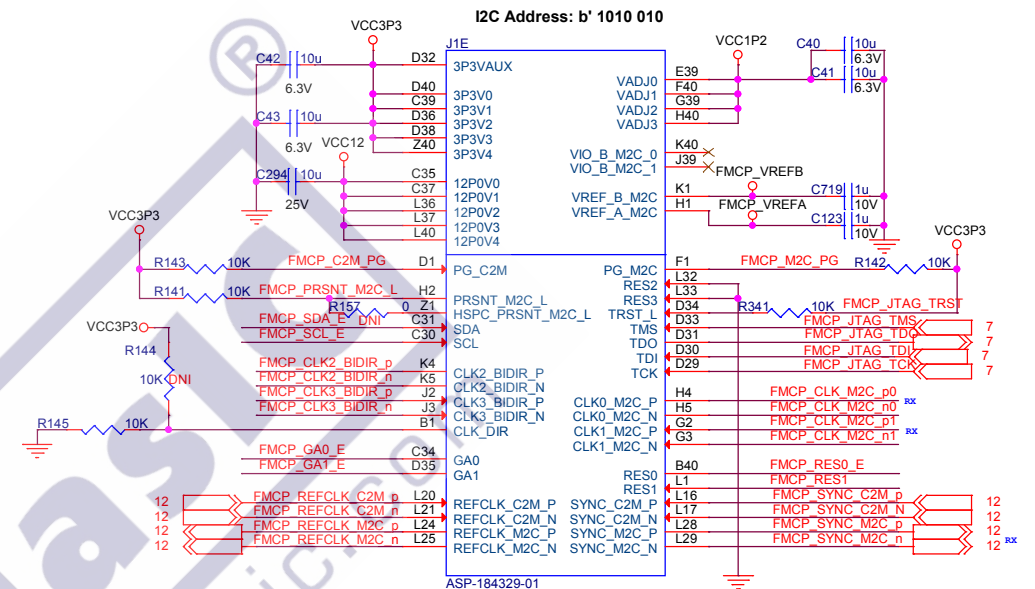 I2C Address: b' 1010 010
VCC3P3
J1E
VCC1P2
C42 10u 6.3V
D32 3P3VAUX
C43 10u 6.3V
D40 3P3V0
C39 3P3V1
D36 3P3V2
D38 3P3V3
Z40 3P3V4
VCC12
C294 10u 25V
C35 12P0V0
C37 12P0V1
L36 12P0V2
L37 12P0V3
L40 12P0V4
VADJ0 E39
VADJ1 F40
VADJ2 G39
VADJ3 H40
C40 10u 6.3V
C41 10u 6.3V
VIO_B_M2C_0 K40
VIO_B_M2C_1 J39
FMCP_VREFB
VREF_B_M2C K1
C719 1u 10V
FMCP_VREFA
VREF_A_M2C H1
C123 1u 10V
VCC3P3
R143 10K FMCP_C2M_PG D1 PG_C2M
R141 10K FMCP_PRSNT_M2C_L H2 PRSNT_M2C_L
R157 0 DNI Z1 HSPC_PRSNT_M2C_L
FMCP_SDA_E C31 SDA
FMCP_SCL_E C30 SCL
VCC3P3
R144 10K DNI
FMCP_CLK2_BIDIR_p K4 CLK2_BIDIR_P
FMCP_CLK2_BIDIR_n K5 CLK2_BIDIR_N
FMCP_CLK3_BIDIR_p J2 CLK3_BIDIR_P
FMCP_CLK3_BIDIR_n J3 CLK3_BIDIR_N
R145 10K B1 CLK_DIR
FMCP_GA0_E C34 GA0
FMCP_GA1_E D35 GA1
12 FMCP_REFCLK_C2M_p L20 REFCLK_C2M_P
12 FMCP_REFCLK_C2M_n L21 REFCLK_C2M_N
12 FMCP_REFCLK_M2C_p L24 REFCLK_M2C_P
12 FMCP_REFCLK_M2C_n L25 REFCLK_M2C_N
VCC3P3
PG_M2C F1 FMCP_M2C_PG R142 10K
RES2 L32
RES3 L33
TRST_L D34 R341 10K FMCP_JTAG_TRST
TMS D33 FMCP_JTAG_TMS 7
TDO D31 FMCP_JTAG_TDO 7
TDI D30 FMCP_JTAG_TDI 7
TCK D29 FMCP_JTAG_TCK 7
CLK0_M2C_P H4 FMCP_CLK_M2C_p0 RX
CLK0_M2C_N H5 FMCP_CLK_M2C_n0
CLK1_M2C_P G2 FMCP_CLK_M2C_p1 RX
CLK1_M2C_N G3 FMCP_CLK_M2C_n1
RES0 B40 FMCP_RES0_E
RES1 L1 FMCP_RES1
SYNC_C2M_P L16 FMCP_SYNC_C2M_p 12
SYNC_C2M_N L17 FMCP_SYNC_C2M_N 12
SYNC_M2C_P L28 FMCP_SYNC_M2C_p 12
SYNC_M2C_N L29 FMCP_SYNC_M2C_n 12 RX
ASP-184329-01
®
asic
ic.com